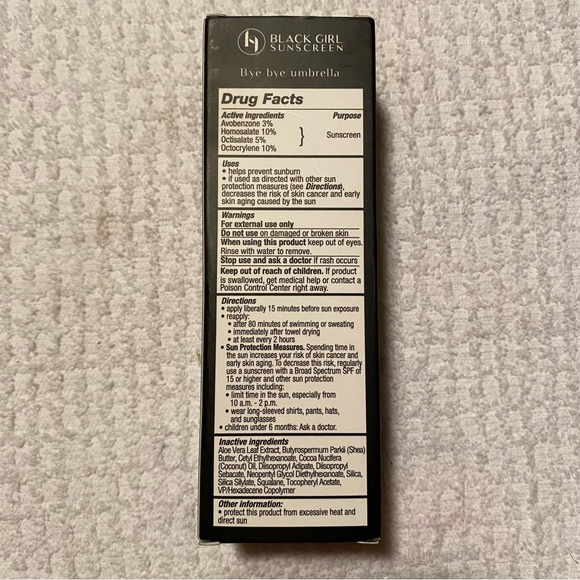 BLACK GIRL
SUNSCREEN
Bye bye umbrella
Drug Facts
Active Ingredients Purpose
Avobenzone 3%
Homosalate 10%
Octisalate 5%
Octocrylene 10%
} Sunscreen
Uses
• helps prevent sunburn
• if used as directed with other sun
protection measures (see Directions),
decreases the risk of skin cancer and early
skin aging caused by the sun
Warnings
For external use only
Do not use on damaged or broken skin
When using this product keep out of eyes.
Rinse with water to remove.
Stop use and ask a doctor if rash occurs
Keep out of reach of children. If product
is swallowed, get medical help or contact a
Poison Control Center right away.
Directions
• apply liberally 15 minutes before sun exposure
• reapply:
• after 80 minutes of swimming or sweating
• immediately after towel drying
• at least every 2 hours
• Sun Protection Measures. Spending time in
the sun increases your risk of skin cancer and
early skin aging. To decrease this risk, regularly
use a sunscreen with a Broad Spectrum SPF of
15 or higher and other sun protection
measures including:
• limit time in the sun, especially from
10 a.m. - 2 p.m.
• wear long-sleeved shirts, pants, hats,
and sunglasses
• children under 6 months: Ask a doctor.
Inactive ingredients
Aloe Vera Leaf Extract, Butyrospermum Parkii (Shea)
Butter, Cetyl Ethylhexanoate, Cocoa Nucifera
(Coconut) Oil, Diisopropyl Adipate, Diisopropyl
Sebacate, Neopentyl Glycol Diethylhexanoate, Silica,
Silica Silylate, Squalane, Tocopheryl Acetate,
VP/Hexadecene Copolymer
Other information:
• protect this product from excessive heat and
direct sun